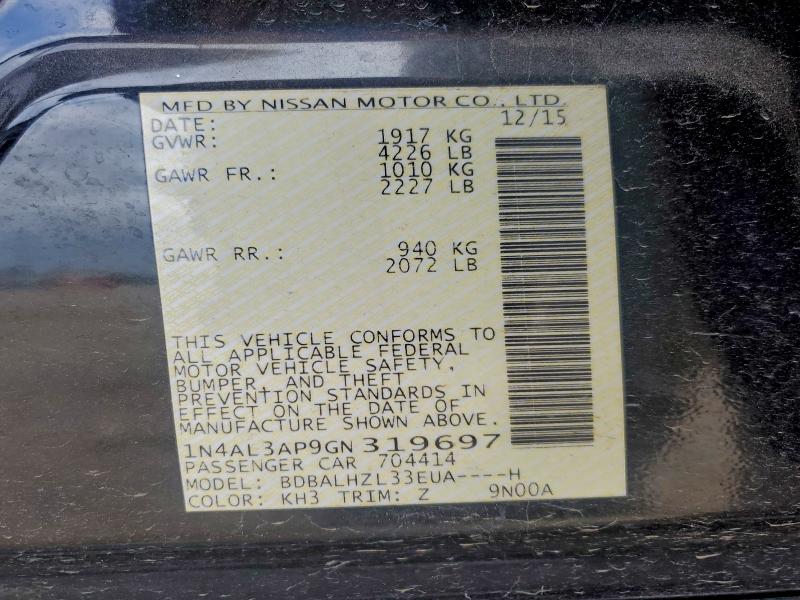 MFD BY NISSAN MOTOR CO., LTD.
DATE: 12/15
GVWR: 1917 KG
4226 LB
GAWR FR.: 1010 KG
2227 LB
GAWR RR.: 940 KG
2072 LB
THIS VEHICLE CONFORMS TO
ALL APPLICABLE FEDERAL
MOTOR VEHICLE SAFETY,
BUMPER, AND THEFT
PREVENTION STANDARDS IN
EFFECT ON THE DATE OF
MANUFACTURE SHOWN ABOVE.
1N4AL3AP9GN319697
PASSENGER CAR 704414
MODEL: BDBALHZL33EUA----H
COLOR: KH3 TRIM: Z 9N00A